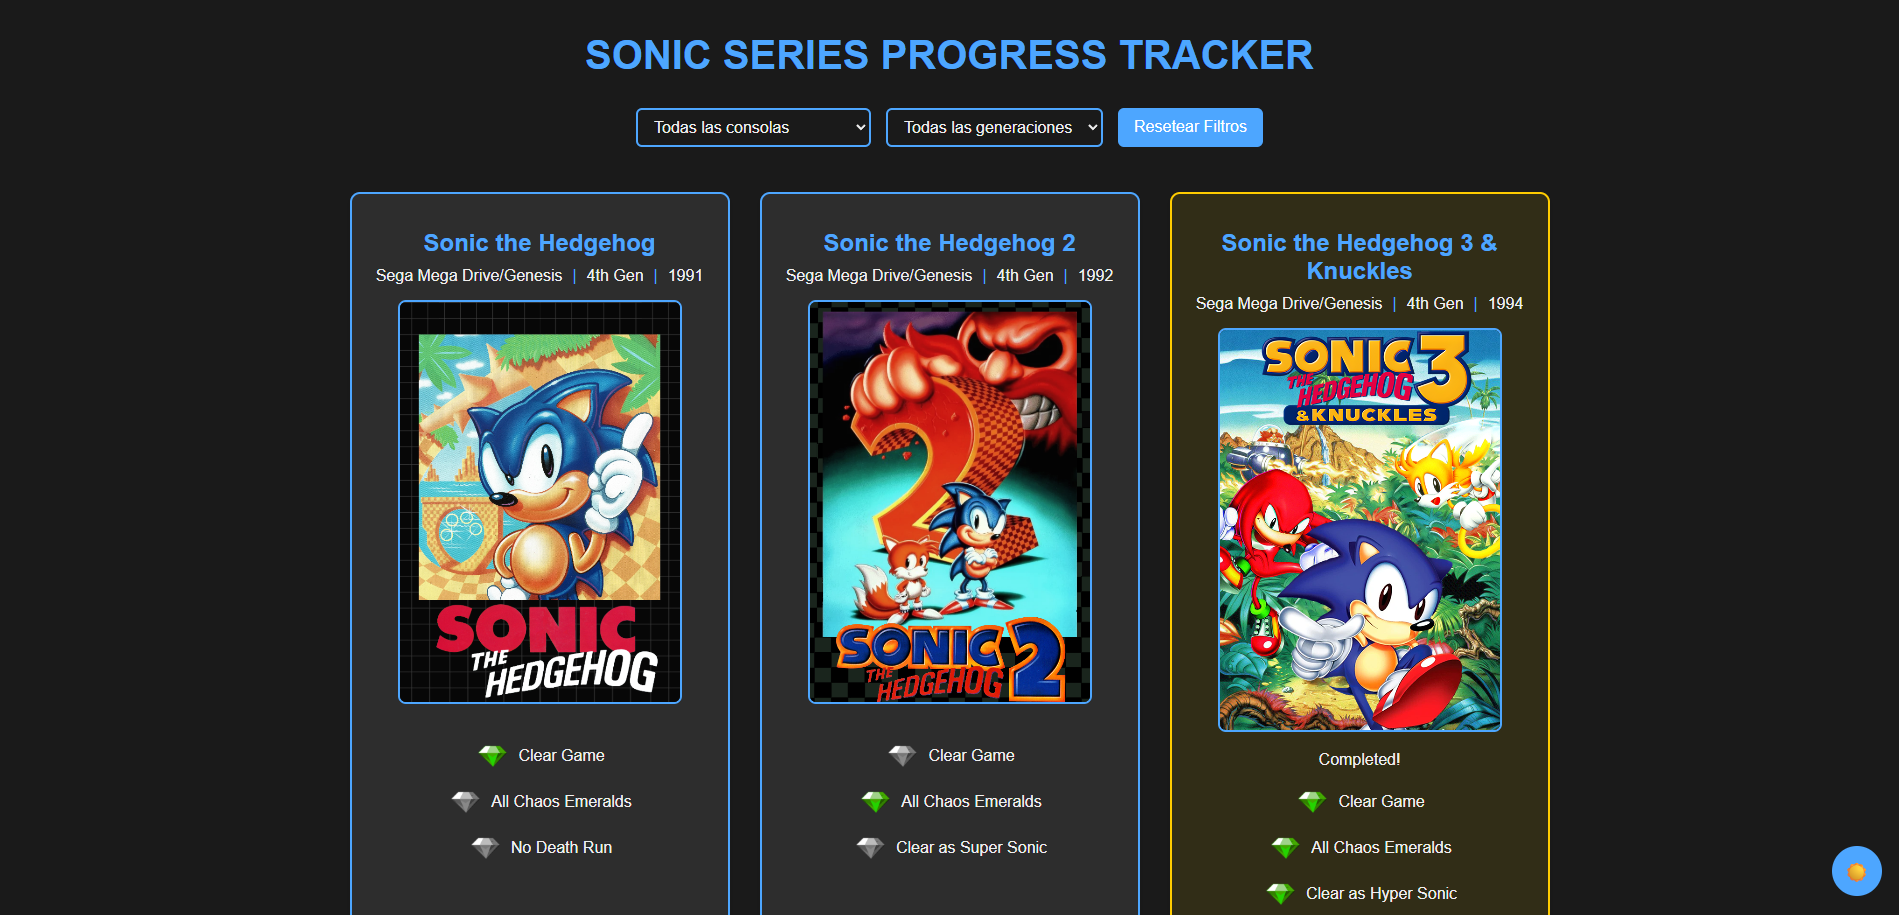 SONIC SERIES PROGRESS TRACKER
Todas las consolas
Todas las generaciones
Resetear Filtros
Sonic the Hedgehog
Sega Mega Drive/Genesis | 4th Gen | 1991
SONIC
THE
HEDGEHOG
Clear Game
All Chaos Emeralds
No Death Run
Sonic the Hedgehog 2
Sega Mega Drive/Genesis | 4th Gen | 1992
2
SONIC 2
THE
HEDGEHOG
Clear Game
All Chaos Emeralds
Clear as Super Sonic
Sonic the Hedgehog 3 &
Knuckles
Sega Mega Drive/Genesis | 4th Gen | 1994
SONIC 3
THE
HEDGEHOG
&KNUCKLES
Completed!
Clear Game
All Chaos Emeralds
Clear as Hyper Sonic